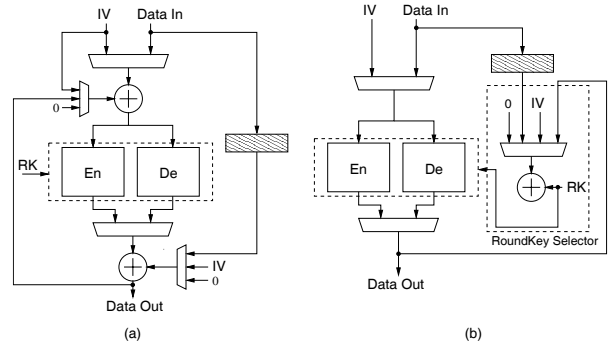 IV Data In
0
RK
En De
IV
0
Data Out
(a)
IV Data In
0 IV
En De
RK
RoundKey Selector
Data Out
(b)